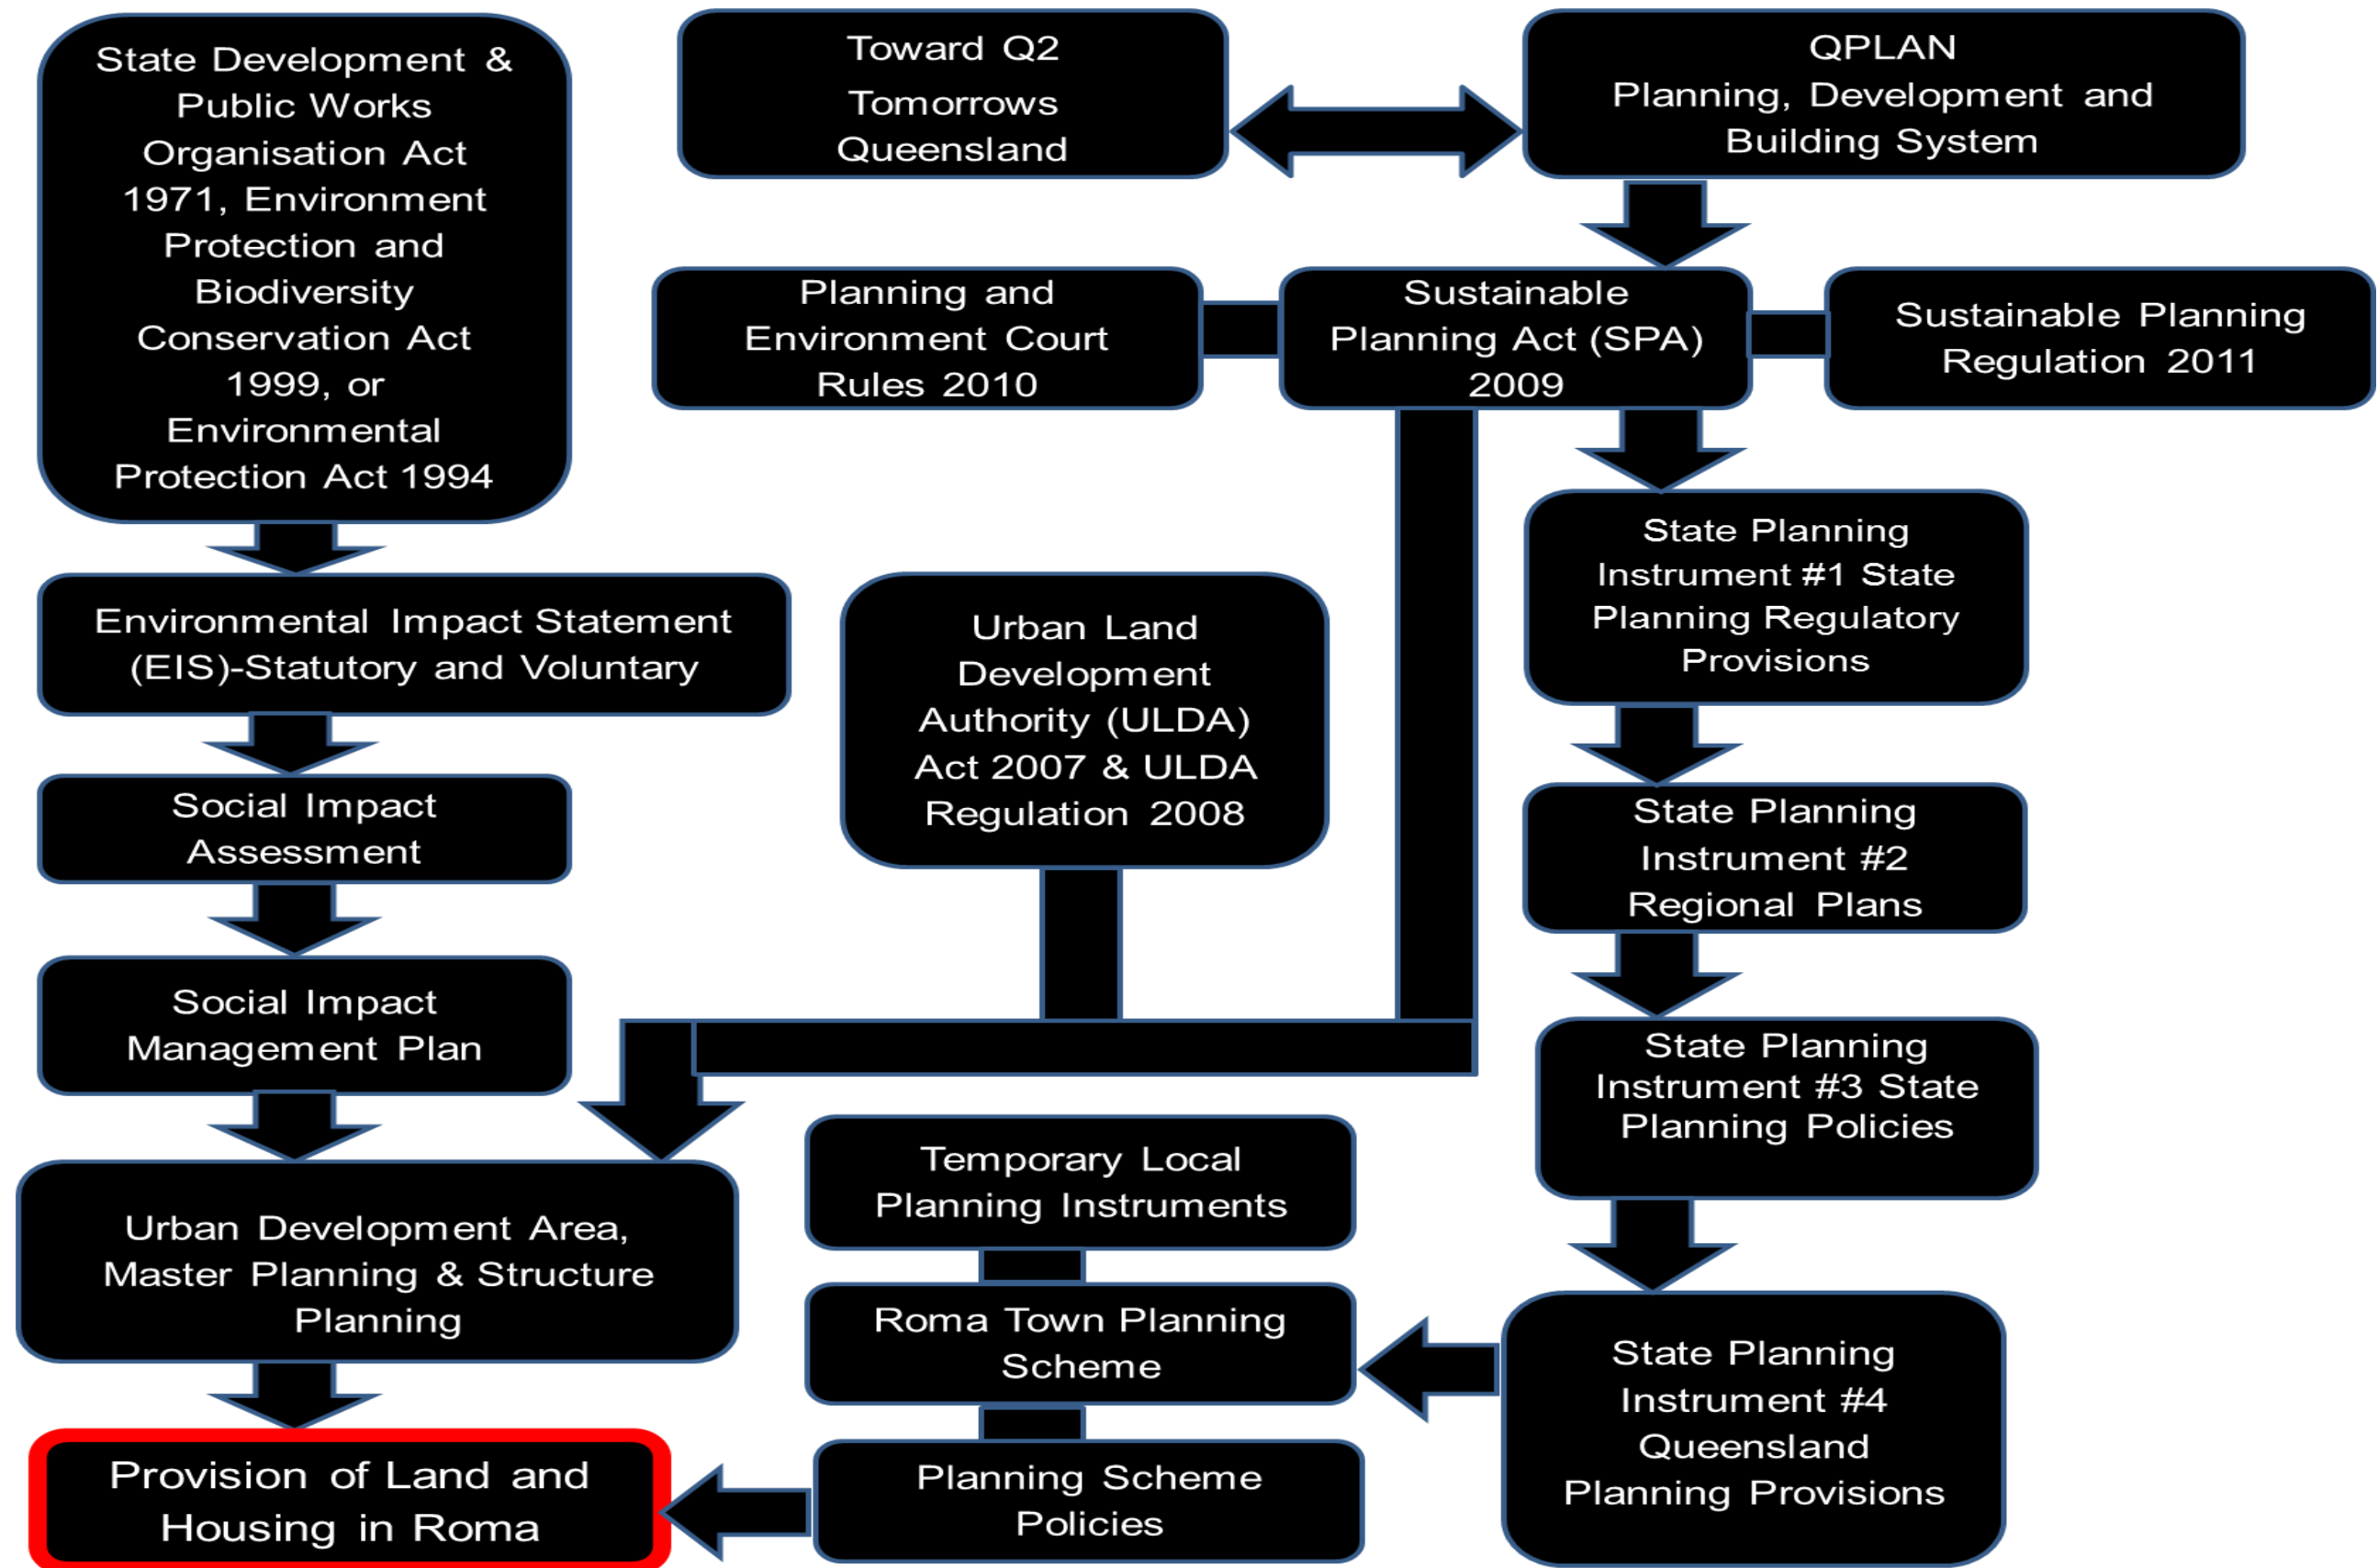 State Development &
Public Works
Organisation Act
1971, Environment
Protection and
Biodiversity
Conservation Act
1999, or
Environmental
Protection Act 1994
Toward Q2
Tomorrows
Queensland
QPLAN
Planning, Development and
Building System
Planning and
Environment Court
Rules 2010
Sustainable
Planning Act (SPA)
2009
Sustainable Planning
Regulation 2011
State Planning
Instrument #1 State
Planning Regulatory
Provisions
Environmental Impact Statement
(EIS)-Statutory and Voluntary
Urban Land
Development
Authority (ULDA)
Act 2007 & ULDA
Regulation 2008
Social Impact
Assessment
State Planning
Instrument #2
Regional Plans
Social Impact
Management Plan
State Planning
Instrument #3 State
Planning Policies
Temporary Local
Planning Instruments
Urban Development Area,
Master Planning & Structure
Planning
Roma Town Planning
Scheme
State Planning
Instrument #4
Queensland
Planning Provisions
Provision of Land and
Housing in Roma
Planning Scheme
Policies